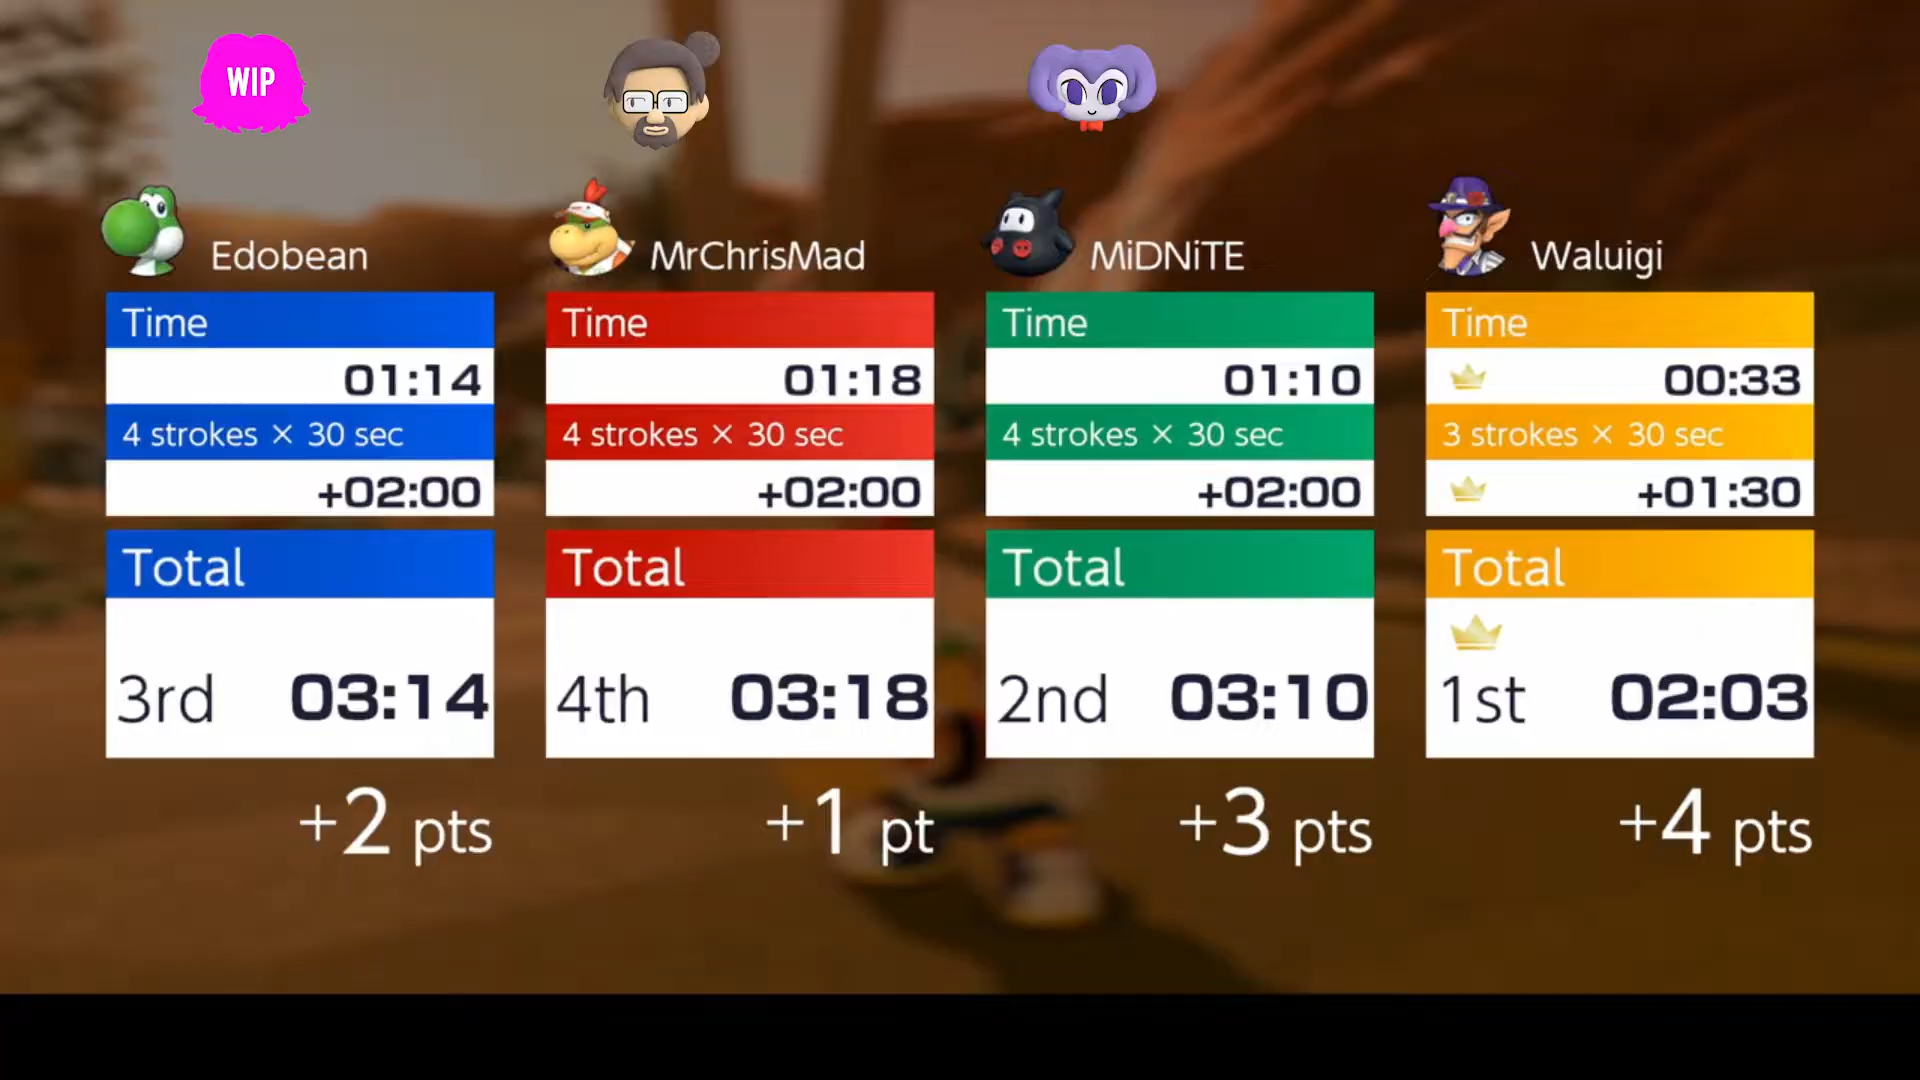 WIP
Edobean
Time
01:14
4 strokes × 30 sec
+02:00
Total
3rd 03:14
+2 pts
MrChrisMad
Time
01:18
4 strokes × 30 sec
+02:00
Total
4th 03:18
+1 pt
MiDNiTE
Time
01:10
4 strokes × 30 sec
+02:00
Total
2nd 03:10
+3 pts
Waluigi
Time
00:33
3 strokes × 30 sec
+01:30
Total
1st 02:03
+4 pts